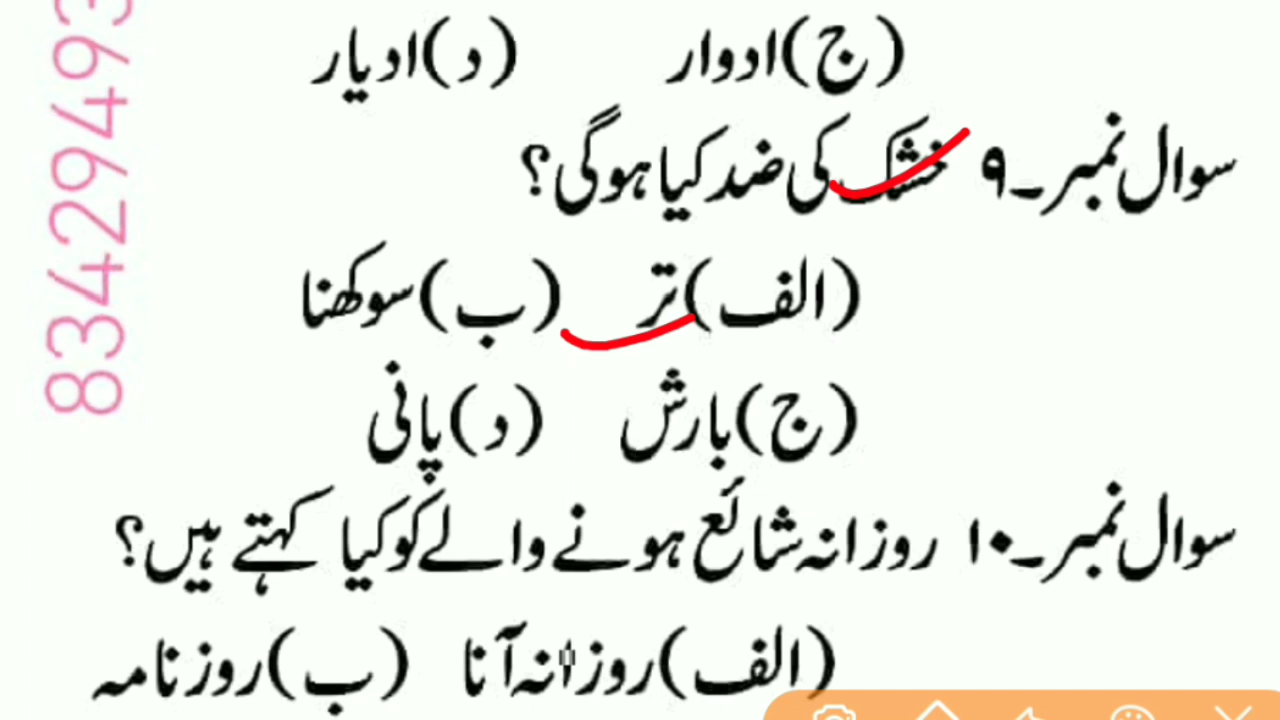 (ج) ادوار (د) ادیار
سوال نمبر۔۹ خشک کی ضد کیا ہوگی؟
(الف) تر (ب) سوکھنا
(ج) بارش (د) پانی
سوال نمبر۔۱۰ روزانہ شائع ہونے والے کو کیا کہتے ہیں؟
(الف) روزانہ آنا (ب) روزنامہ
8342949